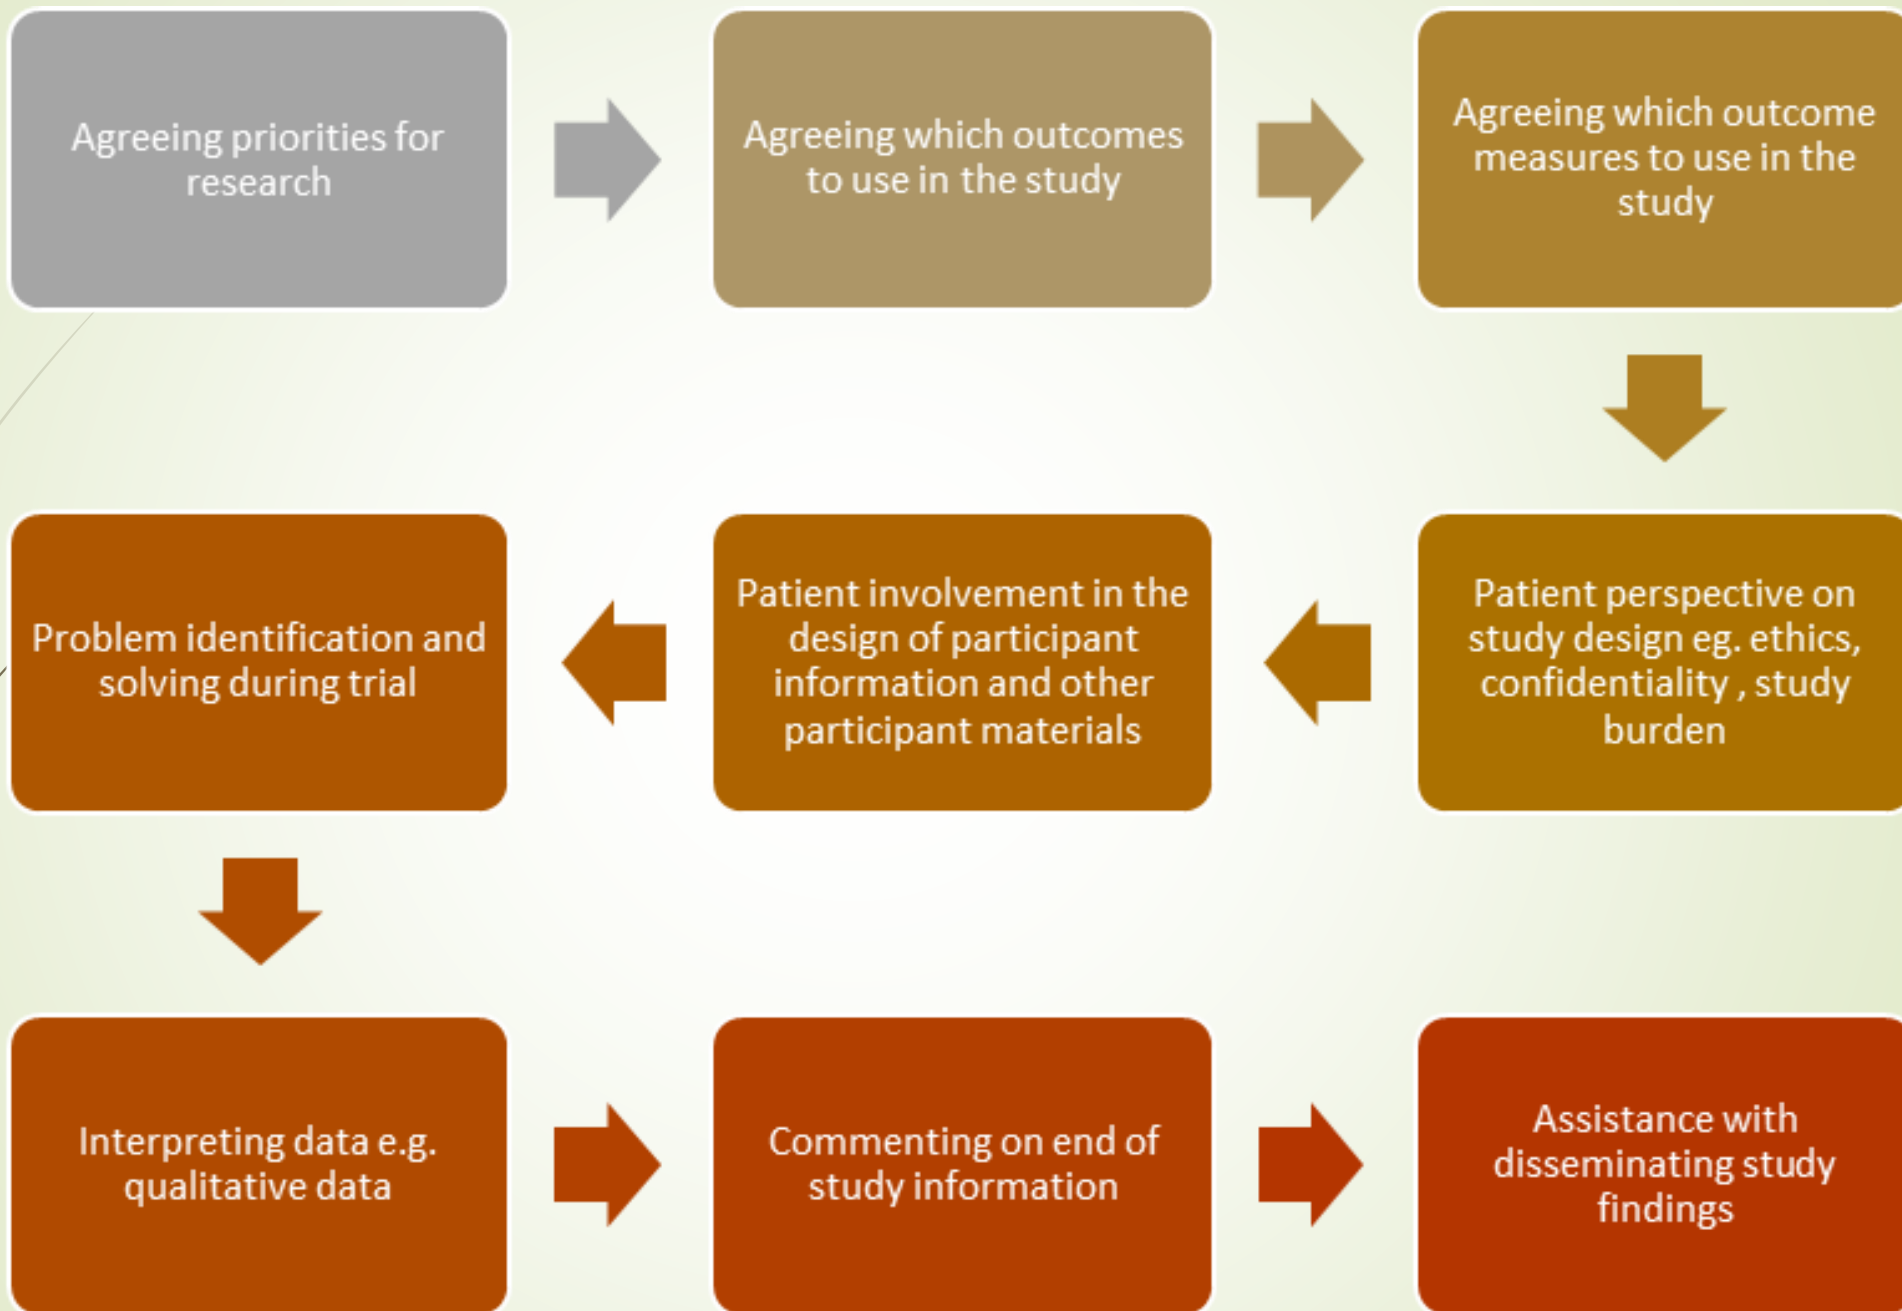 Agreeing priorities for
research
Agreeing which outcomes
to use in the study
Agreeing which outcome
measures to use in the
study
Patient perspective on
study design eg. ethics,
confidentiality , study
burden
Patient involvement in the
design of participant
information and other
participant materials
Problem identification and
solving during trial
Interpreting data e.g.
qualitative data
Commenting on end of
study information
Assistance with
disseminating study
findings